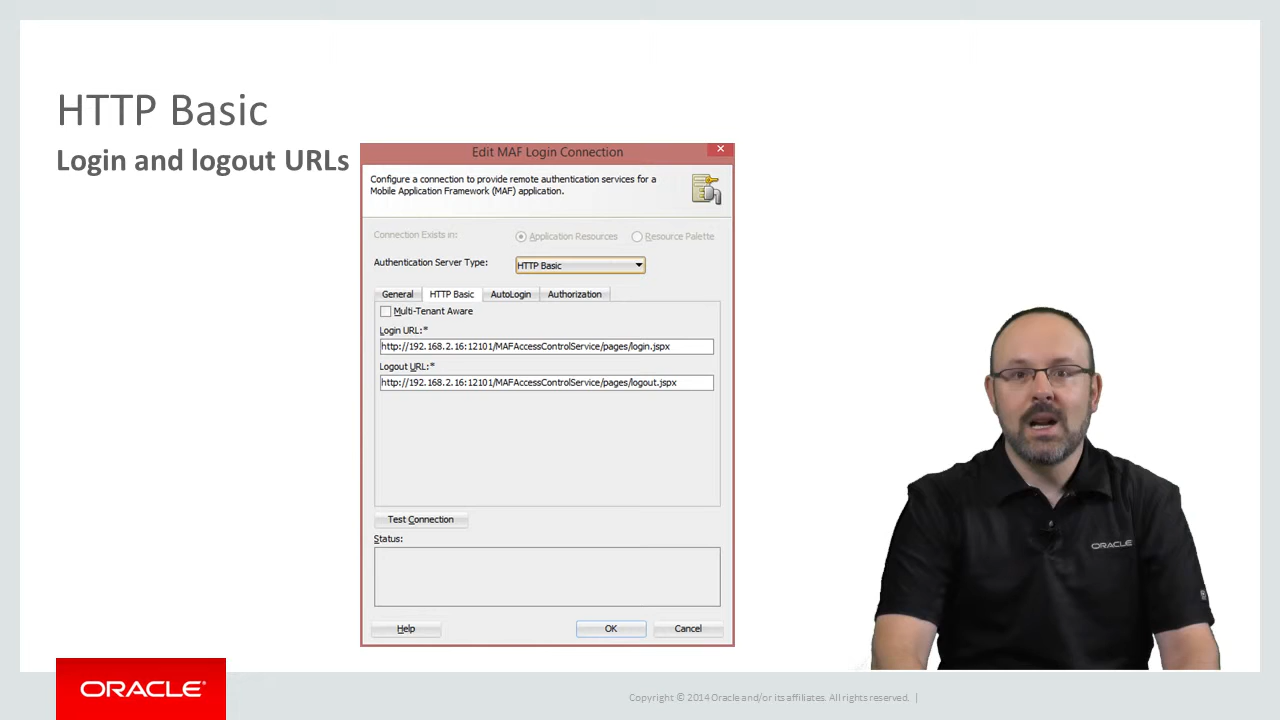 HTTP Basic
Login and logout URLs
Edit MAF Login Connection
Configure a connection to provide remote authentication services for a
Mobile Application Framework (MAF) application.
Connection Exists in:
Application Resources
Resource Palette
Authentication Server Type:
HTTP Basic
General
HTTP Basic
AutoLogin
Authorization
Multi-Tenant Aware
Login URL:*
http://192.168.2.16:12101/MAFAccessControlService/pages/login.jspx
Logout URL:*
http://192.168.2.16:12101/MAFAccessControlService/pages/logout.jspx
Test Connection
Status:
Help
OK
Cancel
ORACLE
ORACLE®
Copyright © 2014 Oracle and/or its affiliates. All rights reserved. |